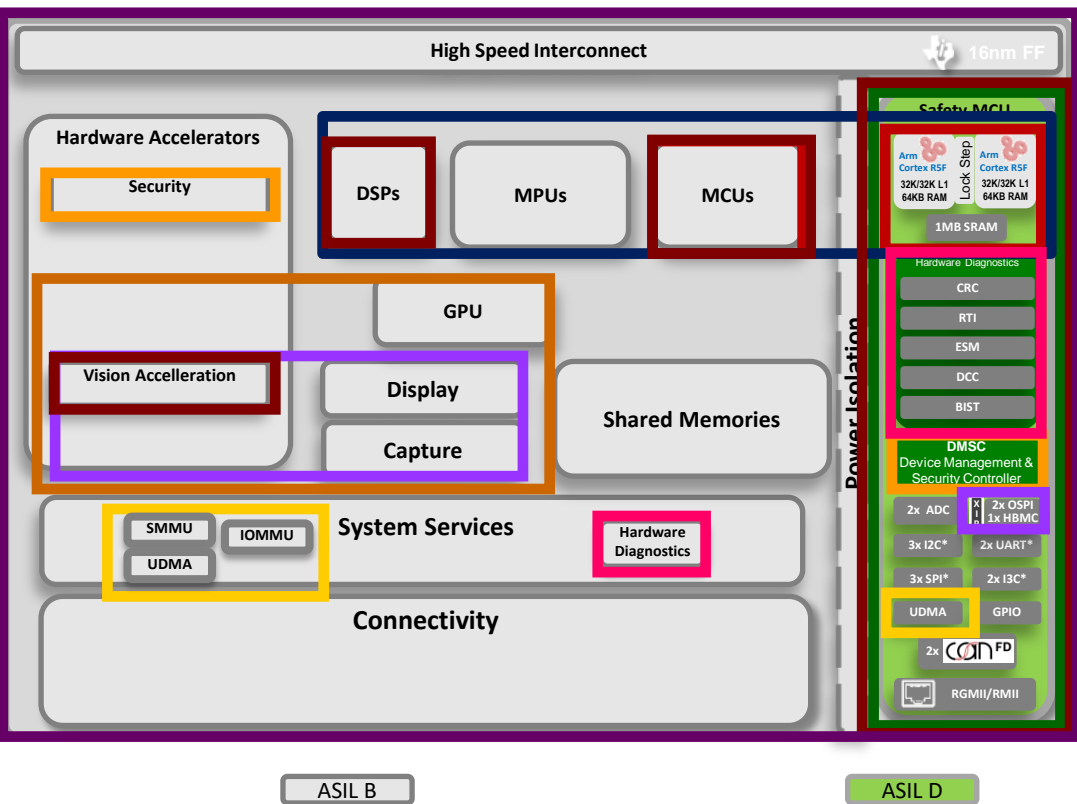 High Speed Interconnect
16nm FF
Hardware Accelerators
Security
Vision Accelleration
DSPs
MPUs
MCUs
GPU
Display
Capture
Shared Memories
System Services
SMMU
IOMMU
UDMA
Hardware
Diagnostics
Connectivity
Power Isolation
Safety MCU
Arm
Cortex R5F
32K/32K L1
64KB RAM
Lock Step
Arm
Cortex R5F
32K/32K L1
64KB RAM
1MB SRAM
Hardware Diagnostics
CRC
RTI
ESM
DCC
BIST
DMSC
Device Management &
Security Controller
2x ADC
XIP
2x OSPI
1x HBMC
3x I2C*
2x UART*
3x SPI*
2x I3C*
UDMA
GPIO
2x CAN FD
RGMII/RMII
ASIL B
ASIL D